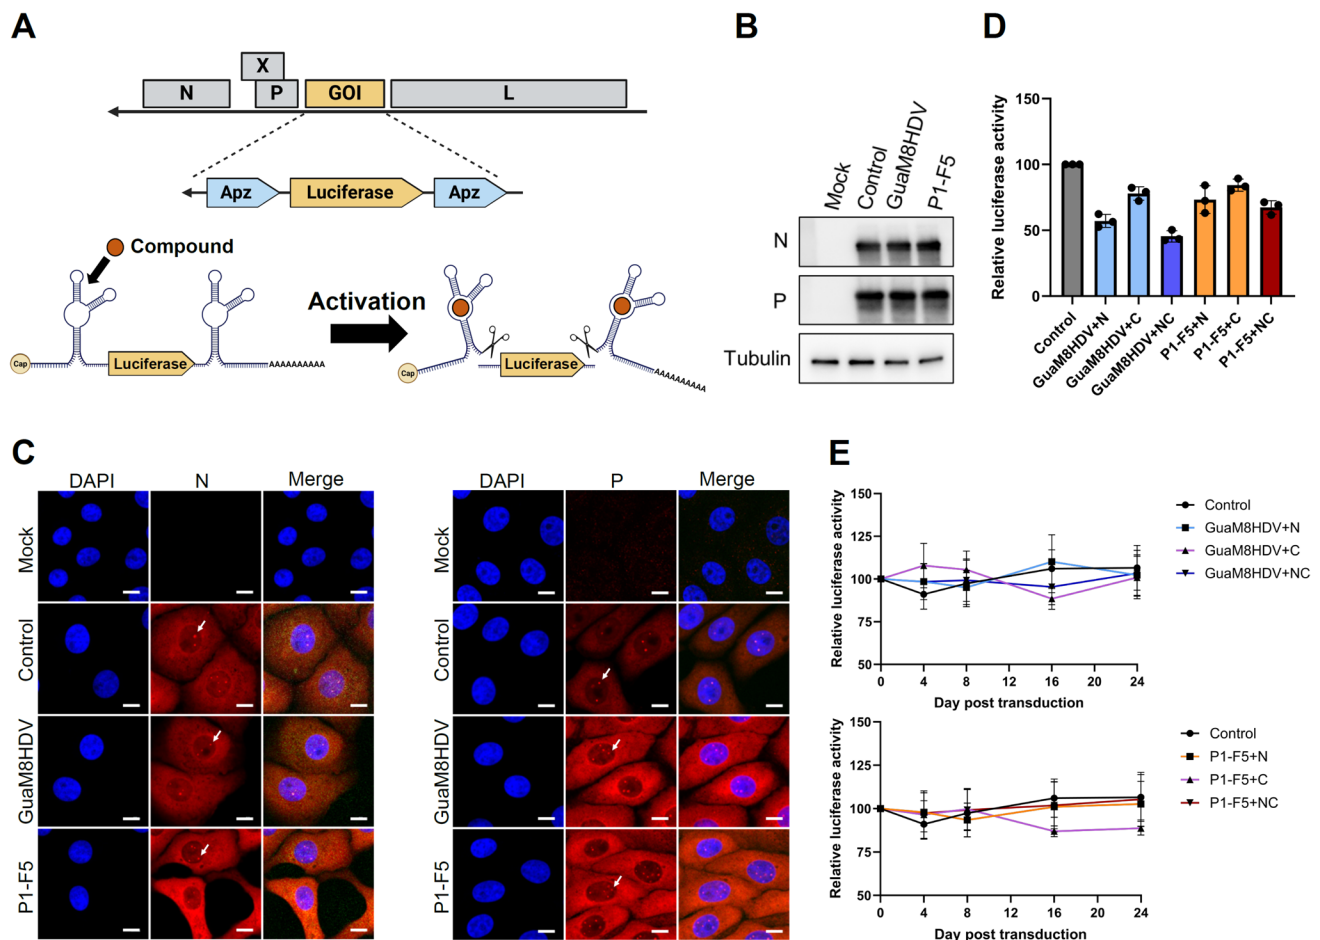 A
X
N
P
GOI
L
Apz
Luciferase
Apz
Compound
Activation
Cap
Luciferase
AAAAAAAAAA
Cap
Luciferase
AAAAAAAAA
B
Mock
Control
GuaM8HDV
P1-F5
N
P
Tubulin
D
Relative luciferase activity
150
100
50
0
Control
GuaM8HDV+N
GuaM8HDV+C
GuaM8HDV+NC
P1-F5+N
P1-F5+C
P1-F5+NC
C
DAPI
N
Merge
Mock
Control
GuaM8HDV
P1-F5
DAPI
P
Merge
Mock
Control
GuaM8HDV
P1-F5
E
Relative luciferase activity
150
125
100
75
50
0 4 8 12 16 20 24
Day post transduction
Control
GuaM8HDV+N
GuaM8HDV+C
GuaM8HDV+NC
Relative luciferase activity
150
125
100
75
50
0 4 8 12 16 20 24
Day post transduction
Control
P1-F5+N
P1-F5+C
P1-F5+NC